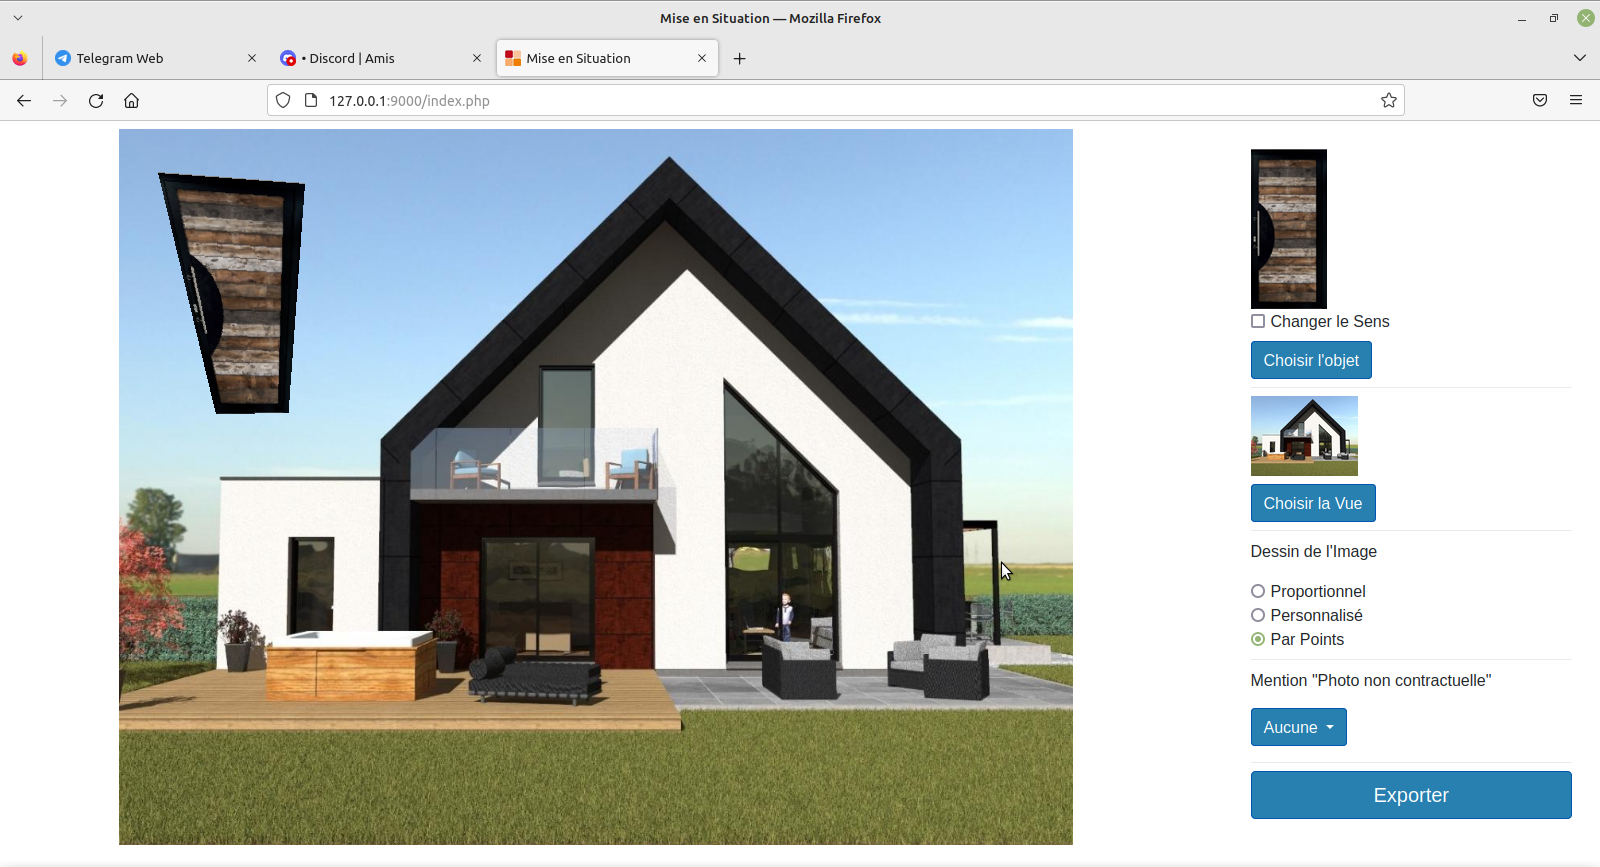 Mise en Situation — Mozilla Firefox
Telegram Web
• Discord | Amis
Mise en Situation
127.0.0.1:9000/index.php
Changer le Sens
Choisir l'objet
Choisir la Vue
Dessin de l'Image
Proportionnel
Personnalisé
Par Points
Mention "Photo non contractuelle"
Aucune
Exporter